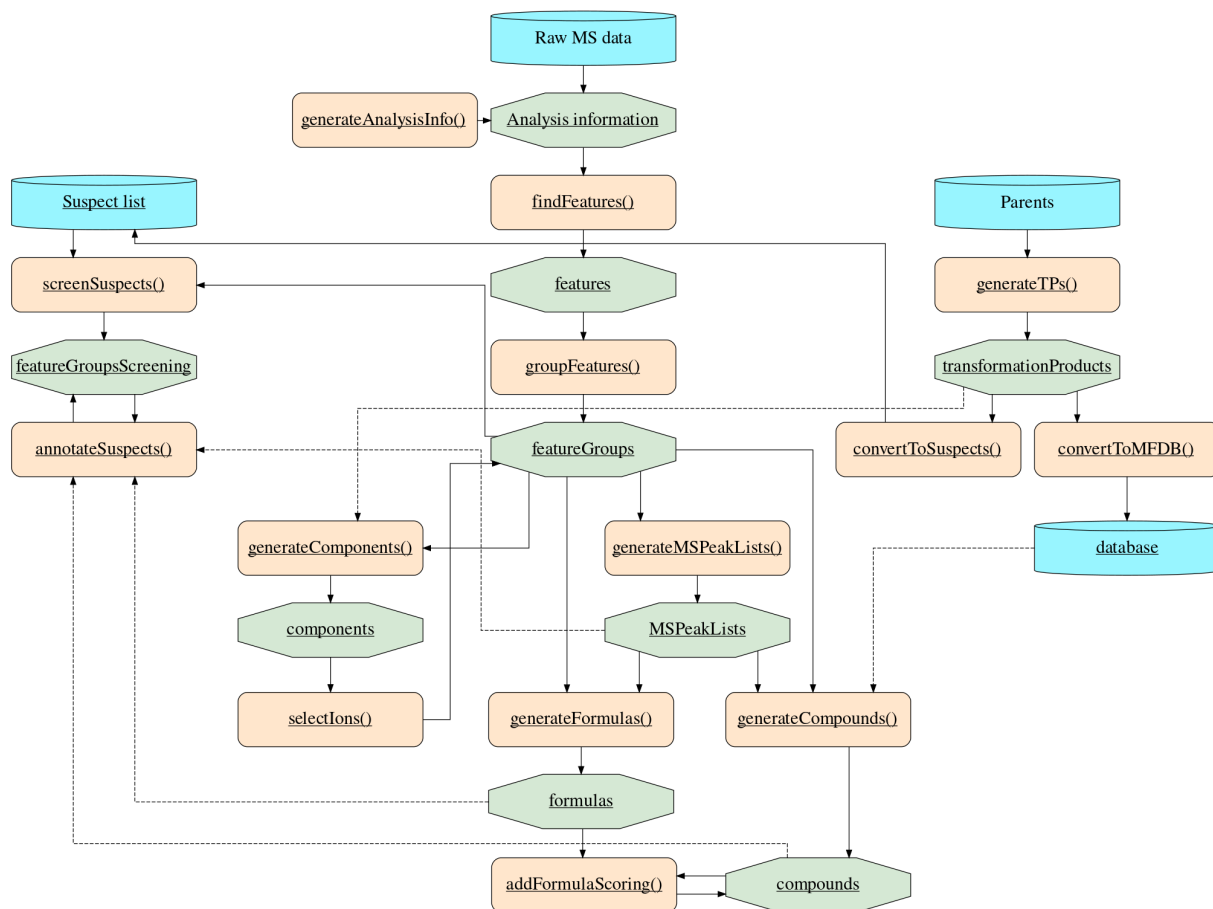 Raw MS data
generateAnalysisInfo()
Analysis information
Suspect list
findFeatures()
Parents
screenSuspects()
features
generateTPs()
featureGroupsScreening
groupFeatures()
transformationProducts
annotateSuspects()
featureGroups
convertToSuspects()
convertToMFDB()
generateComponents()
generateMSPeakLists()
database
components
MSPeakLists
selectIons()
generateFormulas()
generateCompounds()
formulas
addFormulaScoring()
compounds